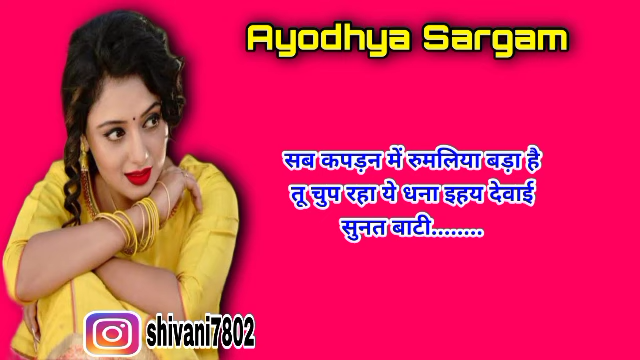 Ayodhya Sargam
सब कपड़न में रुमलिया बड़ा है
तू चुप रहा ये धना इहय देवाई
सुनत बाटी........
shivani7802